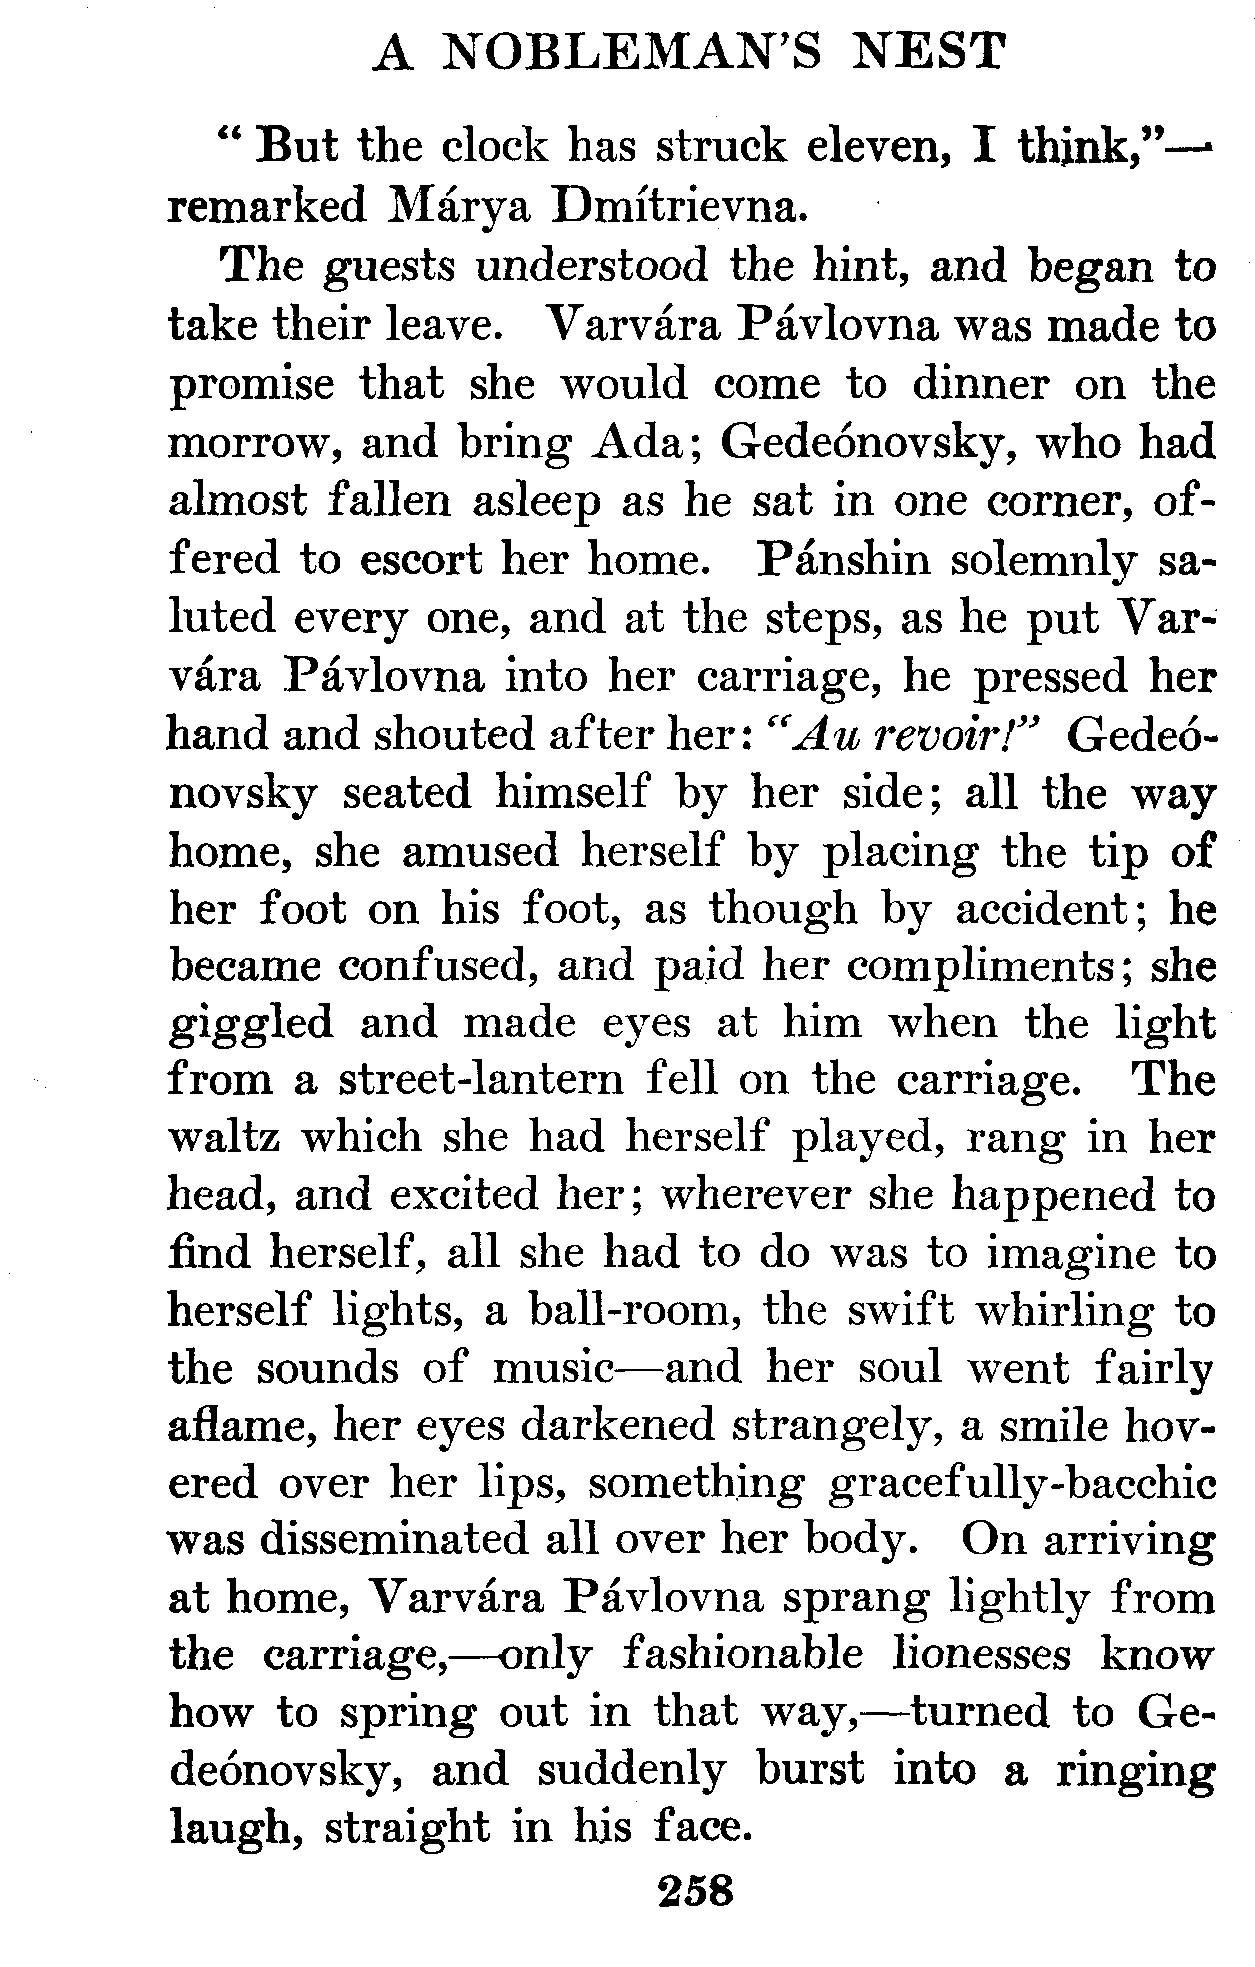 A NOBLEMAN'S NEST
“ But the clock has struck eleven, I think,”—
remarked Márya Dmítrievna.
The guests understood the hint, and began to
take their leave. Varvára Pávlovna was made to
promise that she would come to dinner on the
morrow, and bring Ada; Gedeónovsky, who had
almost fallen asleep as he sat in one corner, of-
fered to escort her home. Pánshin solemnly sa-
luted every one, and at the steps, as he put Var-
vára Pávlovna into her carriage, he pressed her
hand and shouted after her: “Au revoir!” Gedeó-
novsky seated himself by her side; all the way
home, she amused herself by placing the tip of
her foot on his foot, as though by accident; he
became confused, and paid her compliments; she
giggled and made eyes at him when the light
from a street-lantern fell on the carriage. The
waltz which she had herself played, rang in her
head, and excited her; wherever she happened to
find herself, all she had to do was to imagine to
herself lights, a ball-room, the swift whirling to
the sounds of music—and her soul went fairly
aflame, her eyes darkened strangely, a smile hov-
ered over her lips, something gracefully-bacchic
was disseminated all over her body. On arriving
at home, Varvára Pávlovna sprang lightly from
the carriage,—only fashionable lionesses know
how to spring out in that way,—turned to Ge-
deónovsky, and suddenly burst into a ringing
laugh, straight in his face.
258